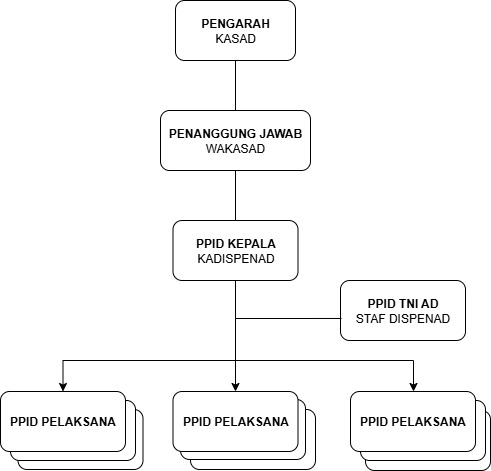 PENGARAH
KASAD
PENANGGUNG JAWAB
WAKASAD
PPID KEPALA
KADISPENAD
PPID TNI AD
STAF DISPENAD
PPID PELAKSANA
PPID PELAKSANA
PPID PELAKSANA